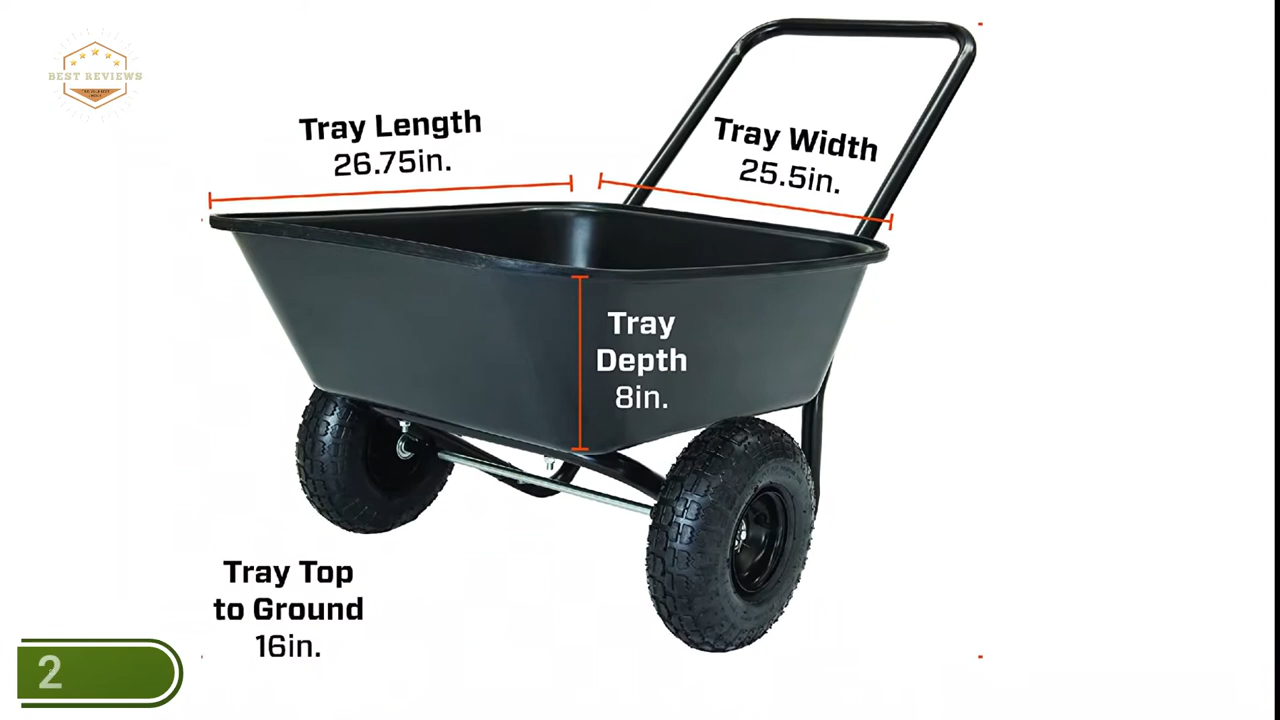 BEST REVIEWS
Tray Length
26.75in.
Tray Width
25.5in.
Tray
Depth
8in.
Tray Top
to Ground
16in.
2